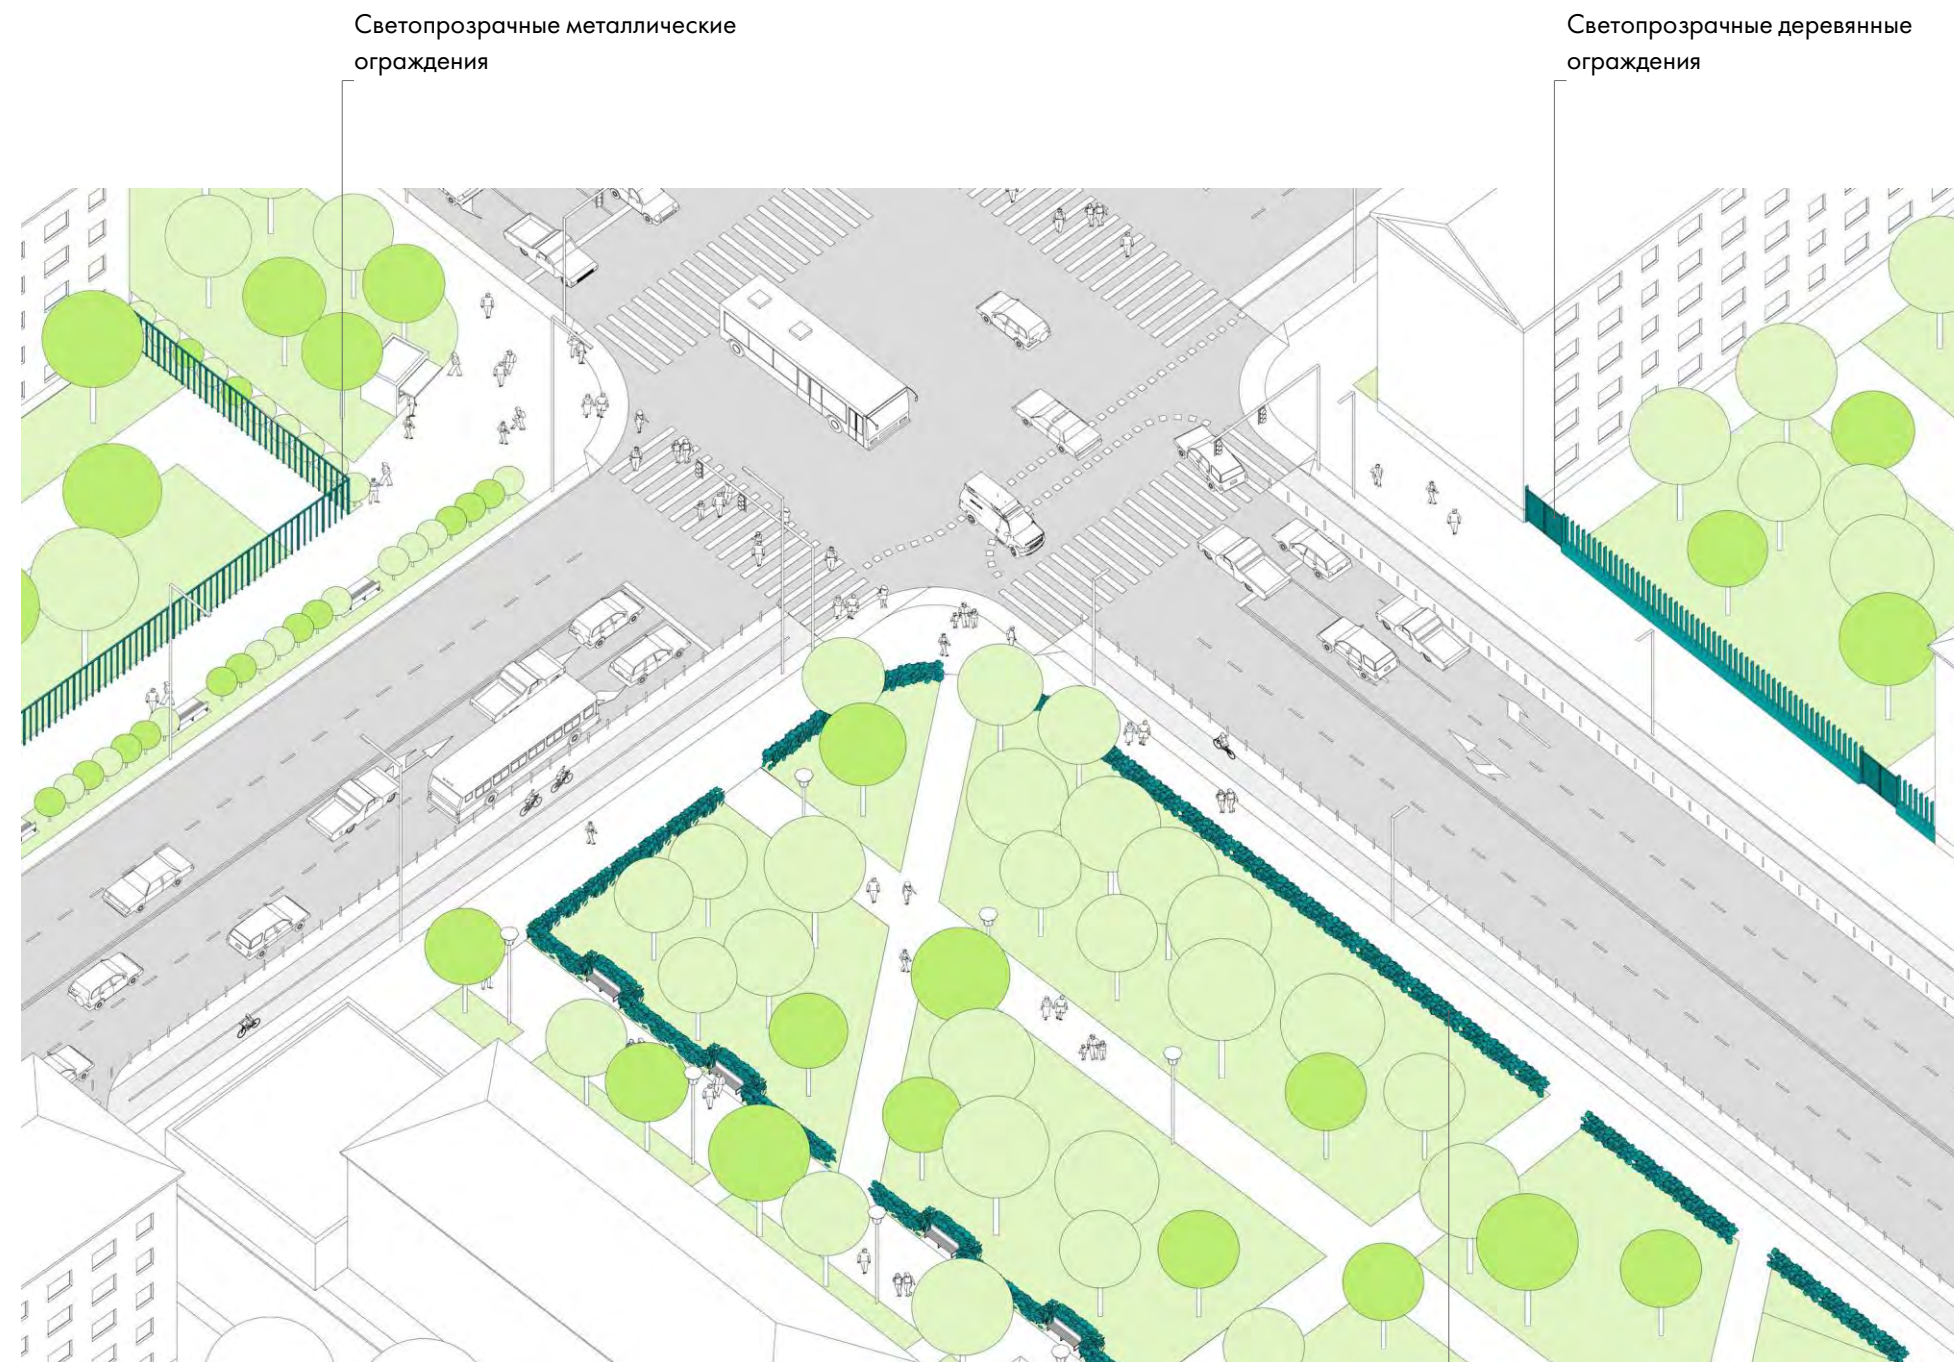 Светопрозрачные металлические
ограждения
Светопрозрачные деревянные
ограждения